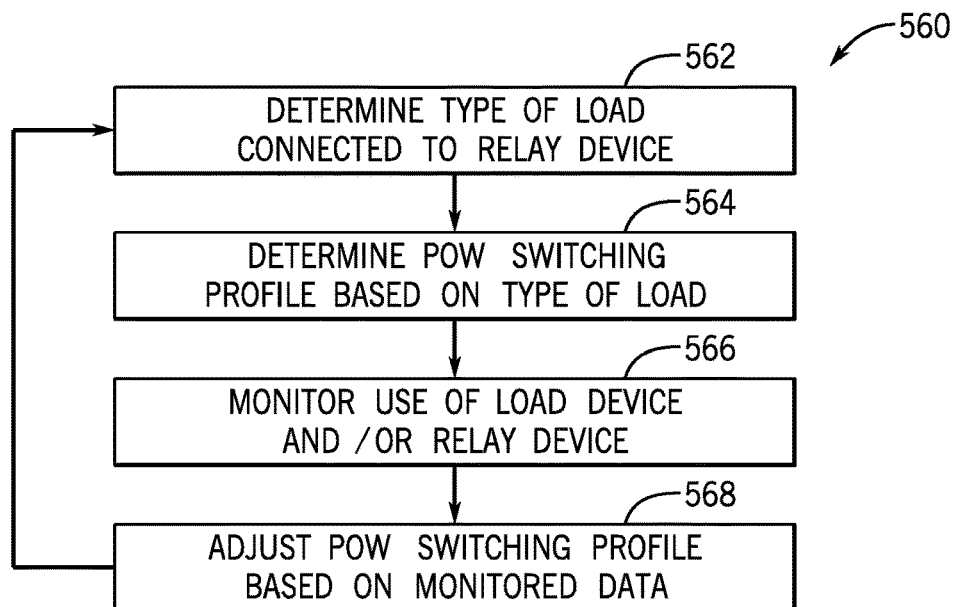 560
562
DETERMINE TYPE OF LOAD
CONNECTED TO RELAY DEVICE
564
DETERMINE POW SWITCHING
PROFILE BASED ON TYPE OF LOAD
566
MONITOR USE OF LOAD DEVICE
AND /OR RELAY DEVICE
568
ADJUST POW SWITCHING PROFILE
BASED ON MONITORED DATA